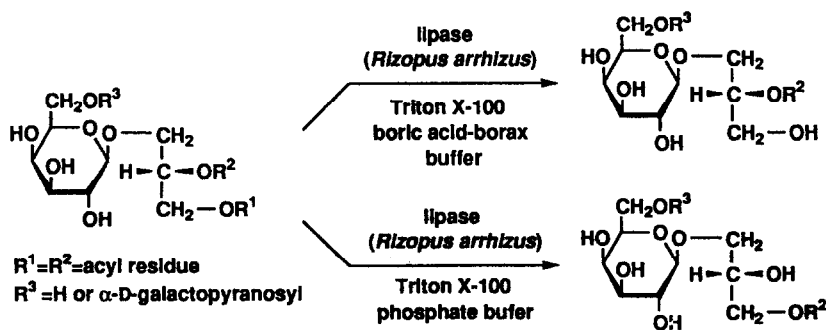 CH₂OR³
HO O O CH₂
OH H C OR²
OH CH₂ OR¹
R¹=R²=acyl residue
R³ =H or α-D-galactopyranosyl
lipase
(Rizopus arrhizus)
Triton X-100
boric acid-borax
buffer
CH₂OR³
HO O O CH₂
OH H C OR²
OH CH₂ OH
lipase
(Rizopus arrhizus)
Triton X-100
phosphate bufer
CH₂OR³
HO O O CH₂
OH H C OH
OH CH₂ OR²